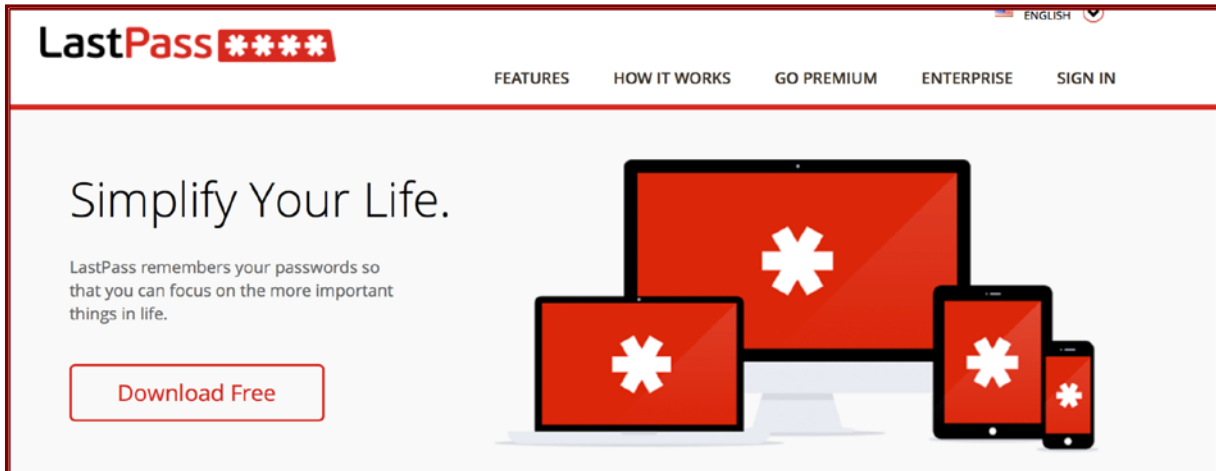 ENGLISH
LastPass ****
FEATURES HOW IT WORKS GO PREMIUM ENTERPRISE SIGN IN
Simplify Your Life.
LastPass remembers your passwords so
that you can focus on the more important
things in life.
Download Free